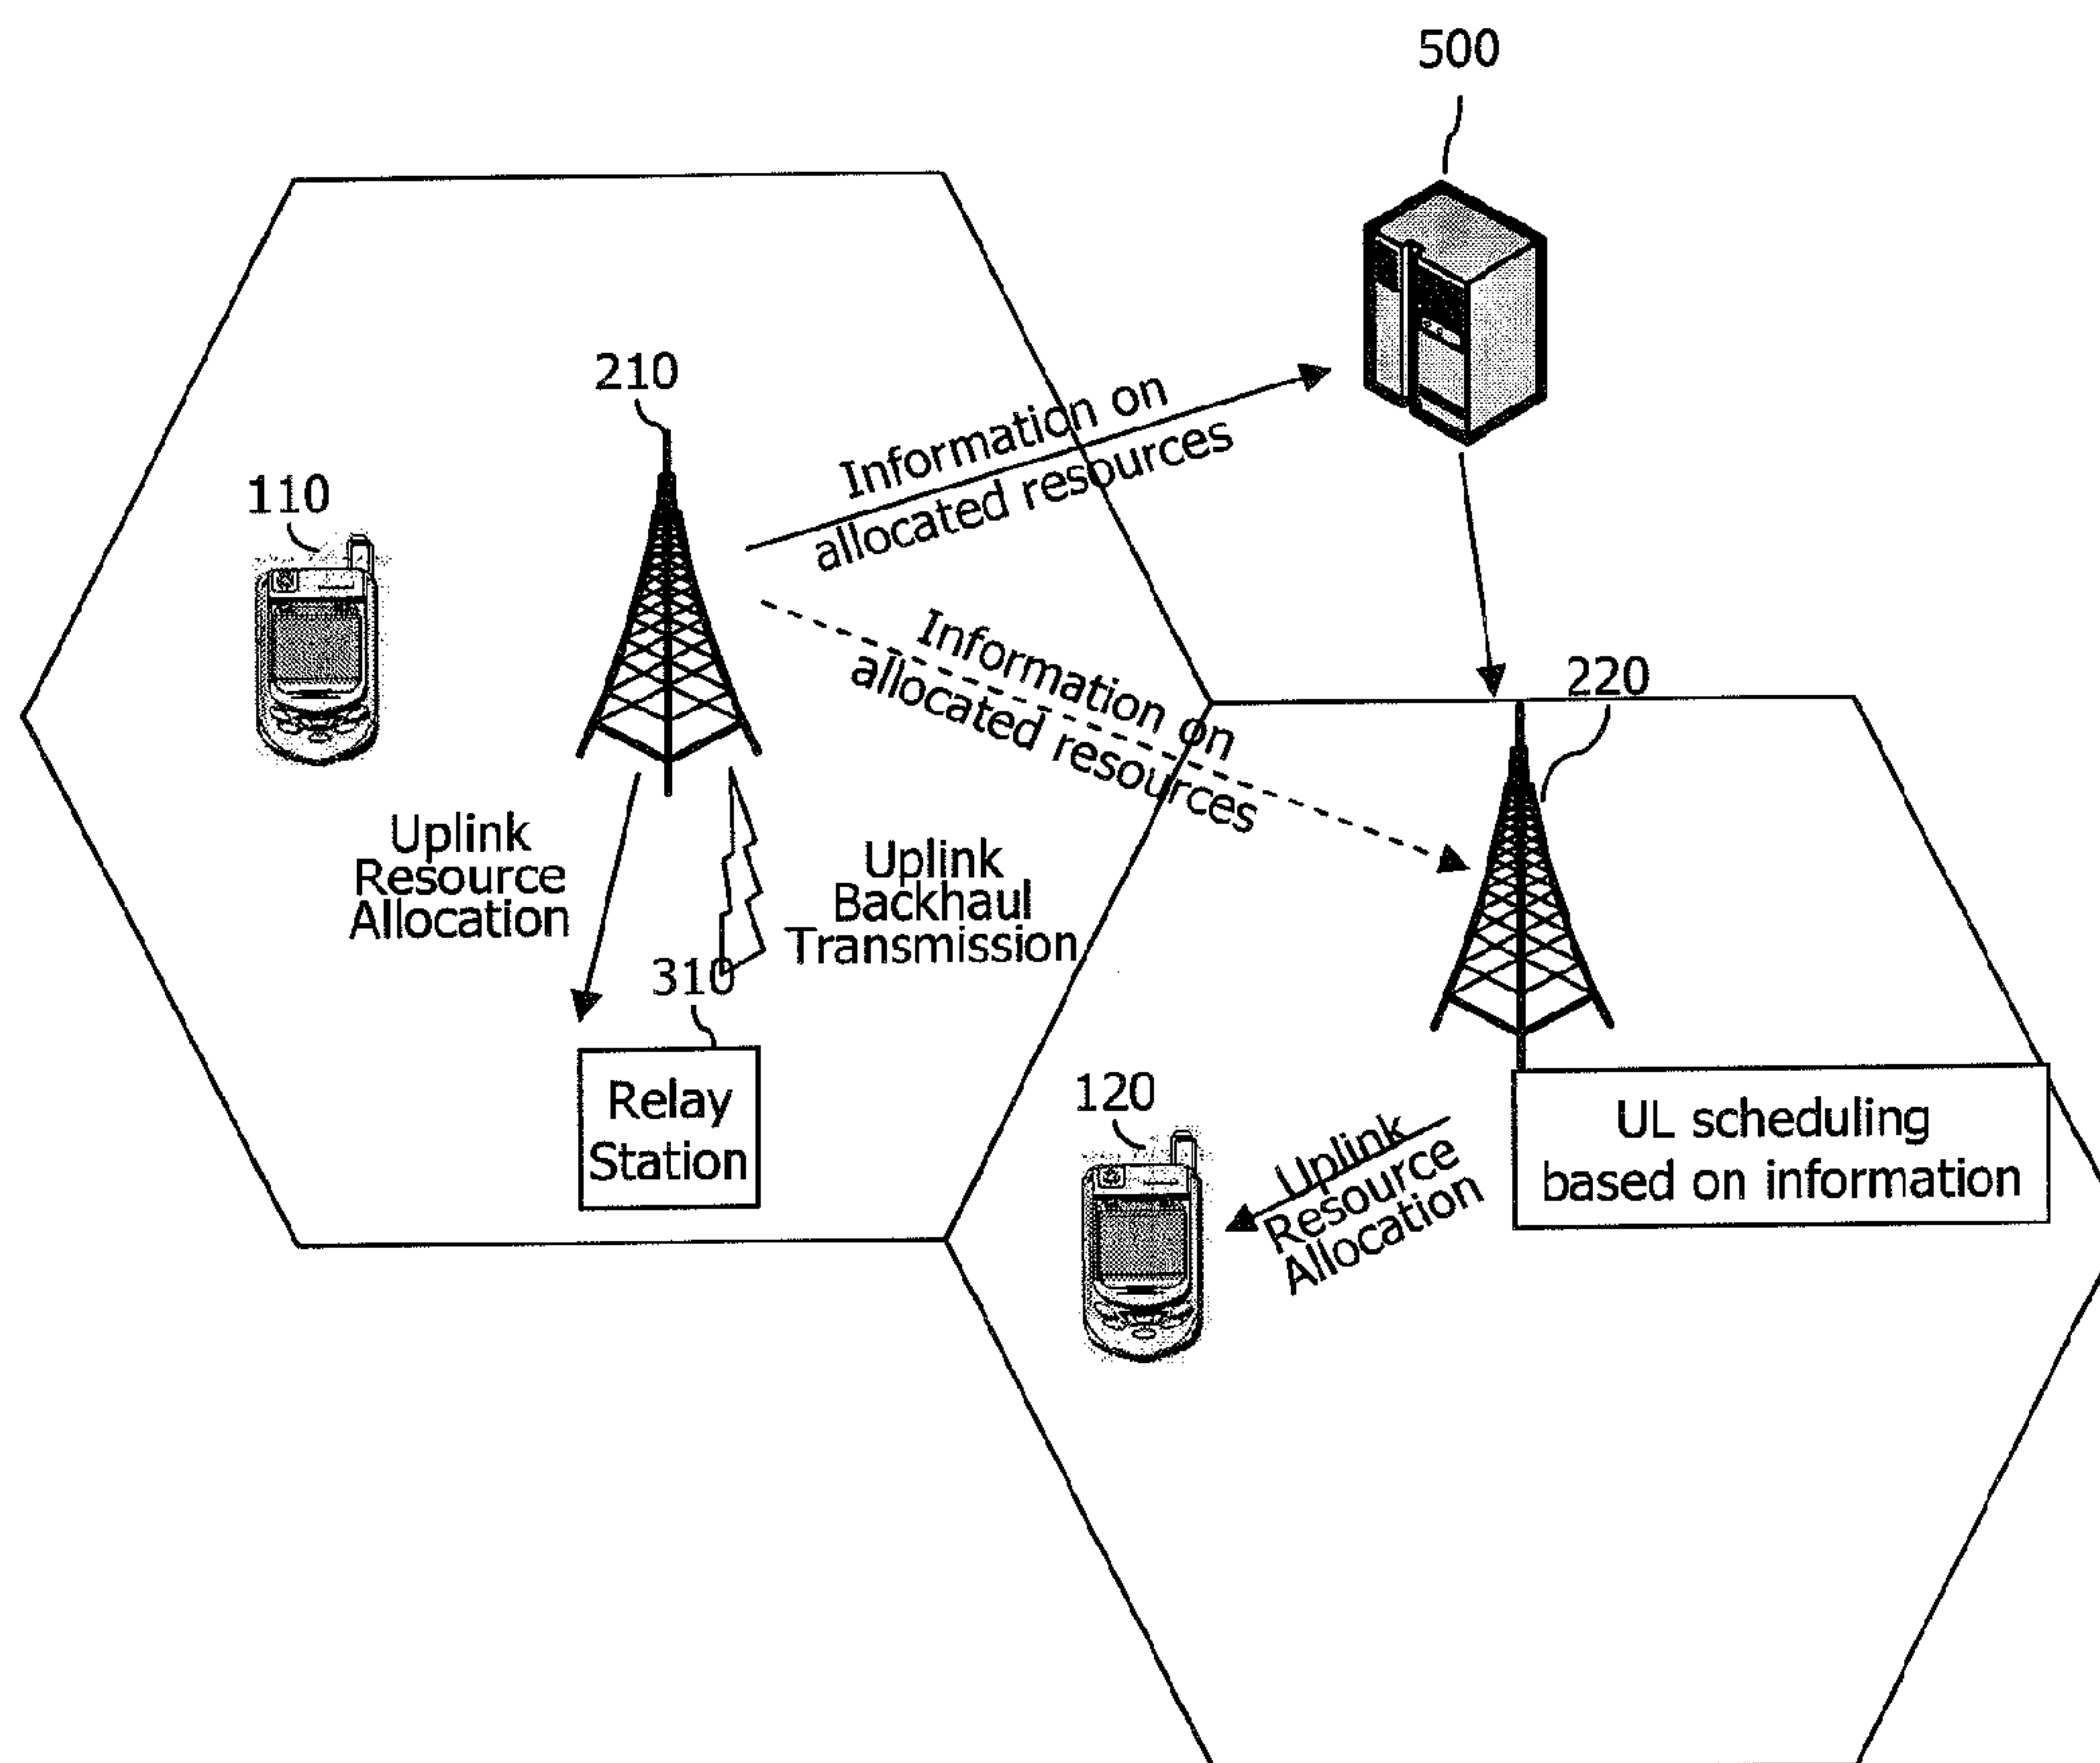 500
210
110
Information on
allocated resources
Information on
allocated resources
220
Uplink
Resource
Allocation
Uplink
Backhaul
Transmission
310
Relay
Station
120
Uplink
Resource
Allocation
UL scheduling
based on information